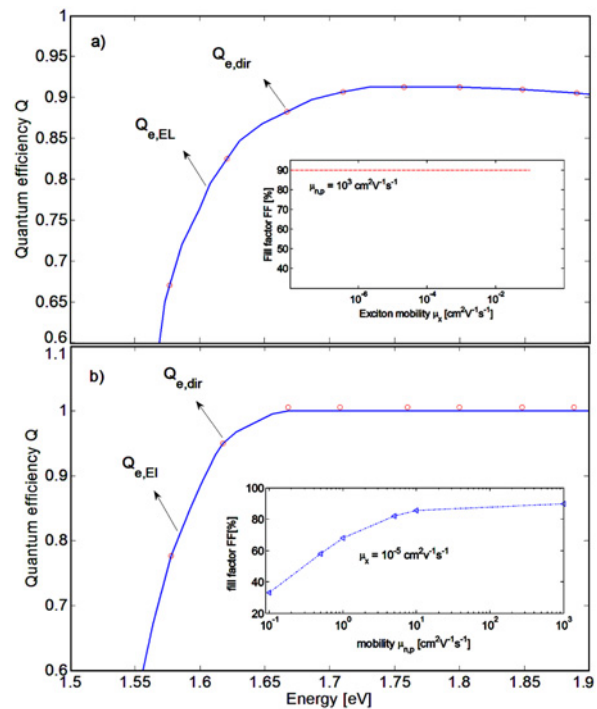 1
a)
Q_e,dir
0.95
0.9
Q_e,EL
0.85
Quantum efficiency Q
0.8
0.75
0.7
0.65
0.6
Fill factor FF [%]
90
80
70
60
50
40
μ_n,p = 10^3 cm^2V^-1s^-1
10^-6 10^-4 10^-2
Exciton mobility μ_x [cm^2V^-1s^-1]
1.1
b)
1.1
Q_e,dir
1
Q_e,El
0.9
Quantum efficiency Q
0.8
0.7
0.6
fill factor FF[%]
100
80
60
40
20
μ_x = 10^-5 cm^2v^-1s^-1
10^-1 10^0 10^1 10^2 10^3
mobility μ_n,p [cm^2V^-1s^-1]
1.5 1.55 1.6 1.65 1.7 1.75 1.8 1.85 1.9
Energy [eV]